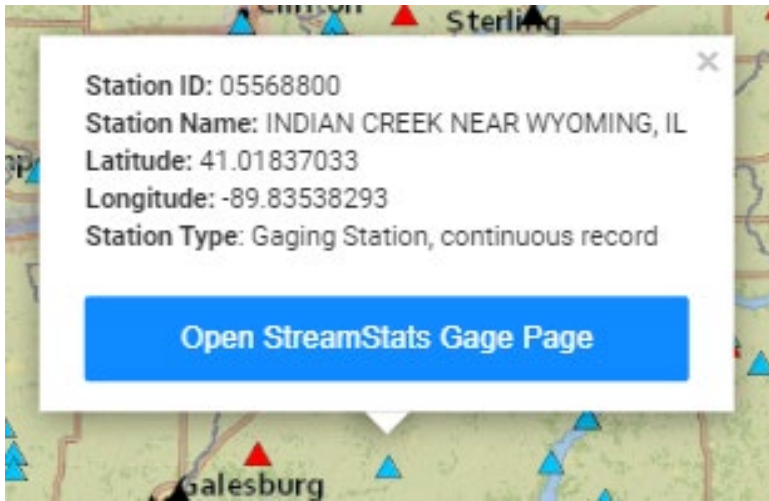 Clinton
Sterling
×
Station ID: 05568800
Station Name: INDIAN CREEK NEAR WYOMING, IL
Latitude: 41.01837033
Longitude: -89.83538293
Station Type: Gaging Station, continuous record
Open StreamStats Gage Page
Galesburg